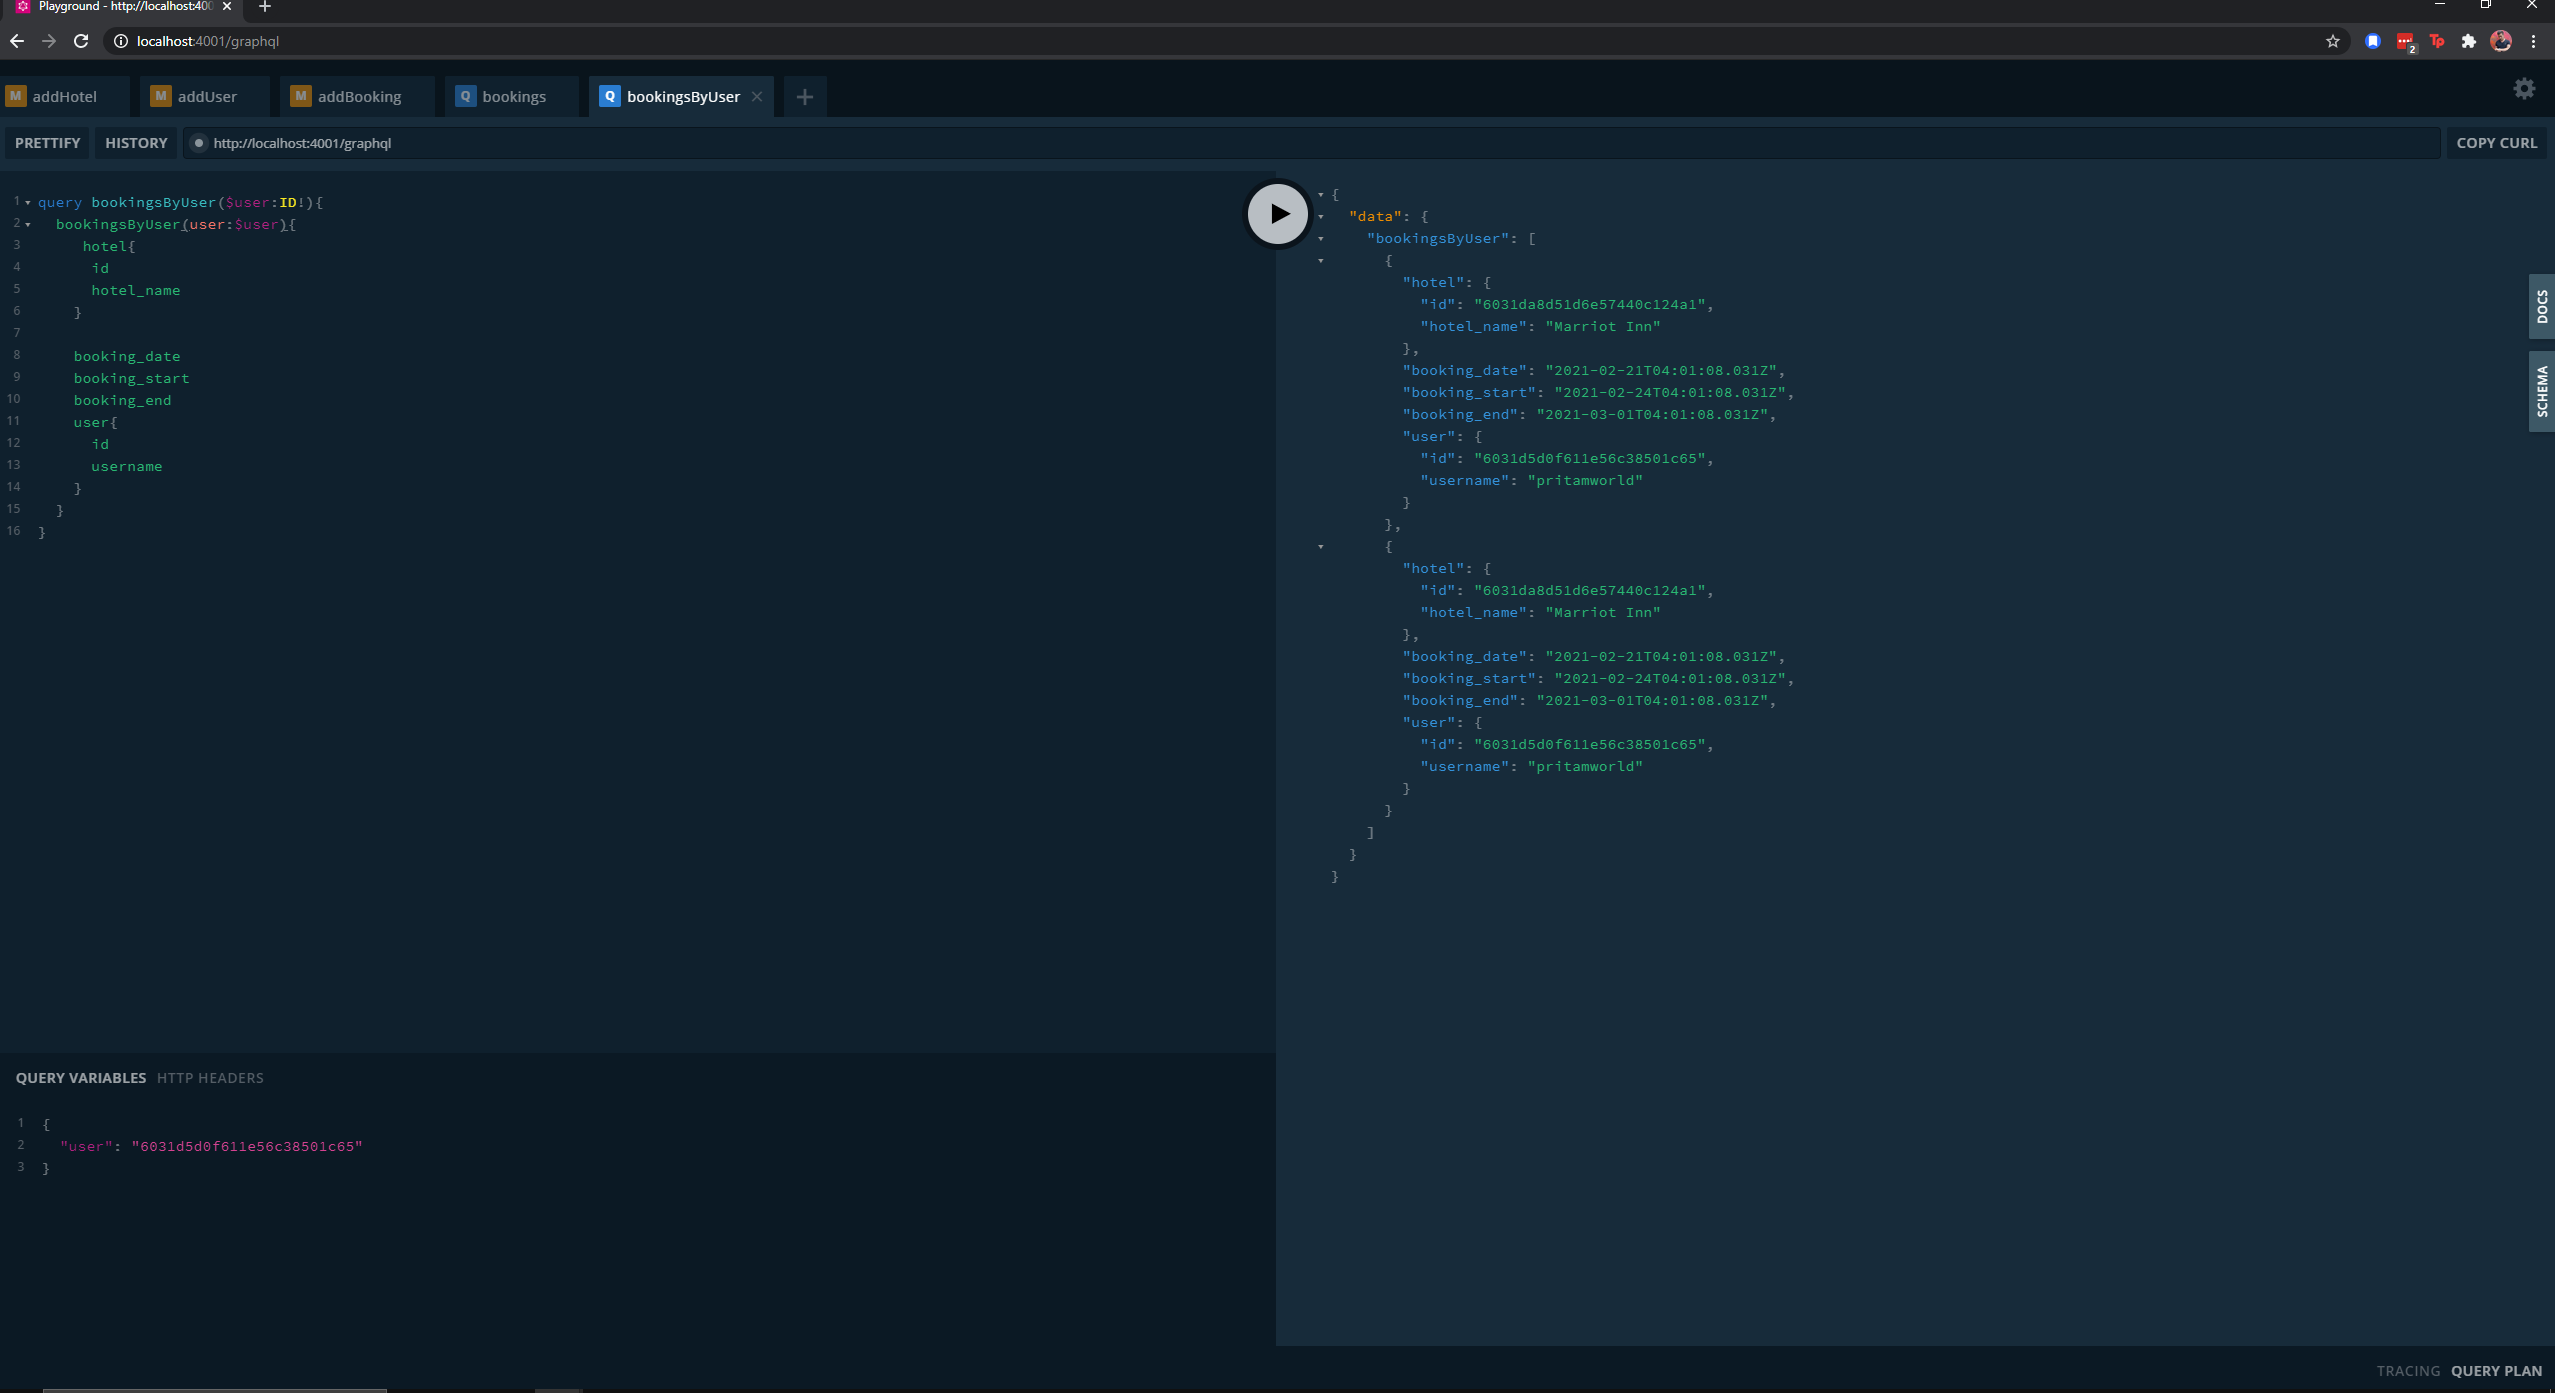 Playground - http://localhost:400
localhost:4001/graphql
2
Tp
M addHotel
M addUser
M addBooking
Q bookings
Q bookingsByUser
PRETTIFY
HISTORY
http://localhost:4001/graphql
COPY CURL
1 query bookingsByUser($user:ID!){
2 bookingsByUser(user:$user){
3 hotel{
4 id
5 hotel_name
6 }
7
8 booking_date
9 booking_start
10 booking_end
11 user{
12 id
13 username
14 }
15 }
16 }
{
"data": {
"bookingsByUser": [
{
"hotel": {
"id": "6031da8d51d6e57440c124a1",
"hotel_name": "Marriot Inn"
},
"booking_date": "2021-02-21T04:01:08.031Z",
"booking_start": "2021-02-24T04:01:08.031Z",
"booking_end": "2021-03-01T04:01:08.031Z",
"user": {
"id": "6031d5d0f611e56c38501c65",
"username": "pritamworld"
}
},
{
"hotel": {
"id": "6031da8d51d6e57440c124a1",
"hotel_name": "Marriot Inn"
},
"booking_date": "2021-02-21T04:01:08.031Z",
"booking_start": "2021-02-24T04:01:08.031Z",
"booking_end": "2021-03-01T04:01:08.031Z",
"user": {
"id": "6031d5d0f611e56c38501c65",
"username": "pritamworld"
}
}
]
}
}
DOCS
SCHEMA
QUERY VARIABLES HTTP HEADERS
1 {
2 "user": "6031d5d0f611e56c38501c65"
3 }
TRACING QUERY PLAN